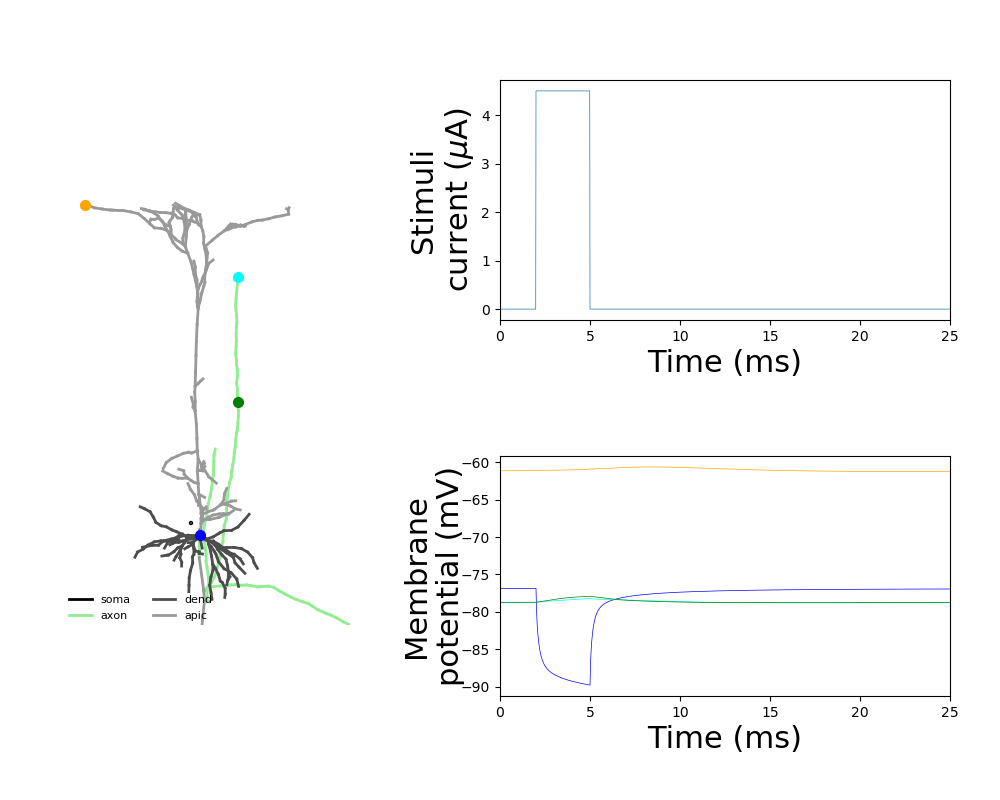 soma
dend
axon
apic
Stimuli
current (μA)
4
3
2
1
0
0 5 10 15 20 25
Time (ms)
Membrane
potential (mV)
−60
−65
−70
−75
−80
−85
−90
0 5 10 15 20 25
Time (ms)